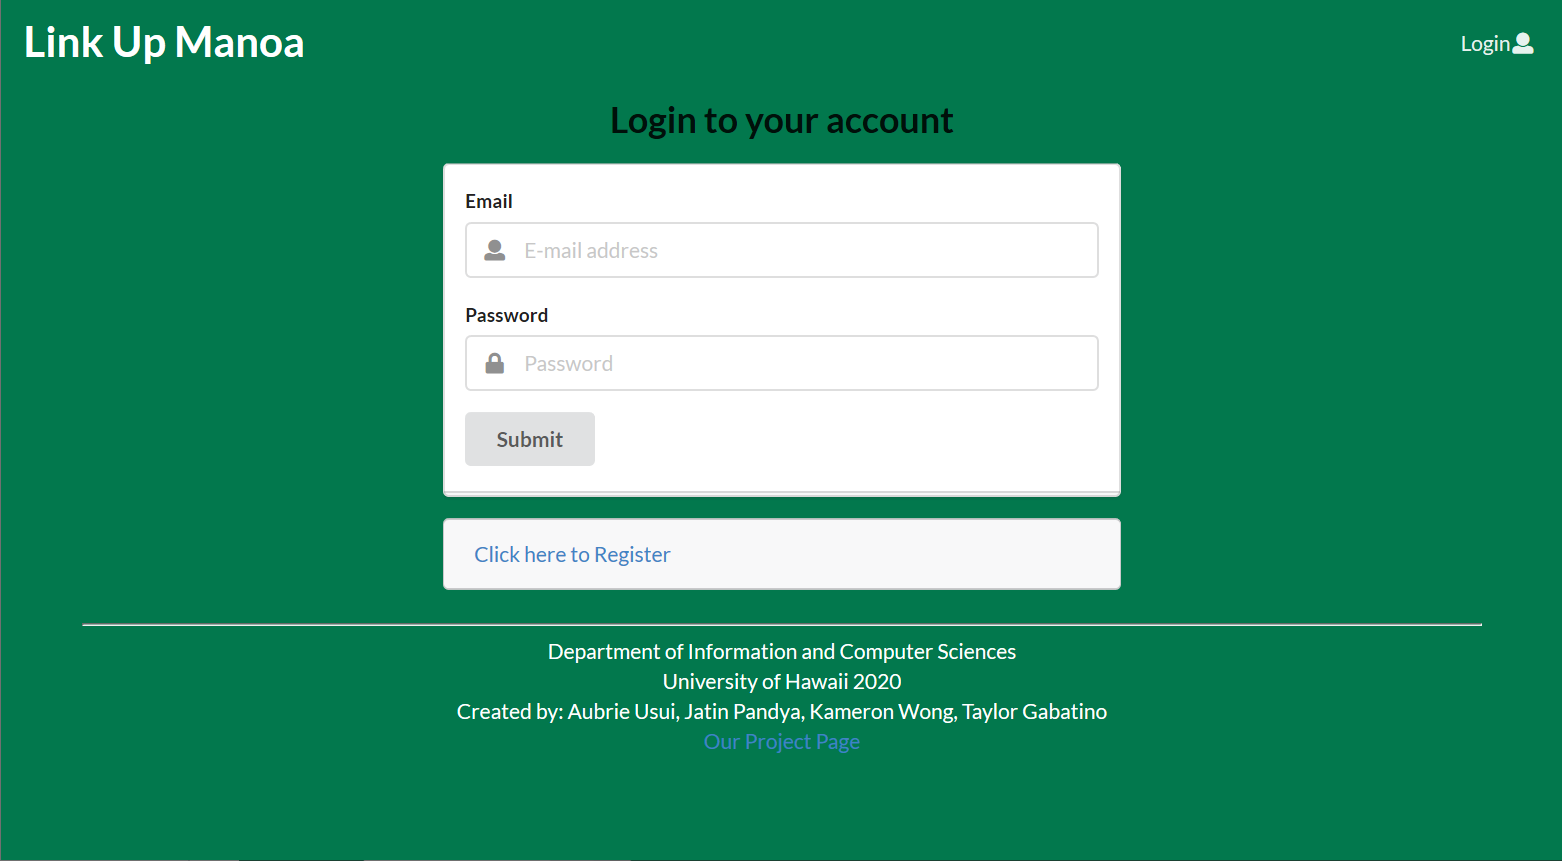 Link Up Manoa
Login
Login to your account
Email
E-mail address
Password
Password
Submit
Click here to Register
Department of Information and Computer Sciences
University of Hawaii 2020
Created by: Aubrie Usui, Jatin Pandya, Kameron Wong, Taylor Gabatino
Our Project Page